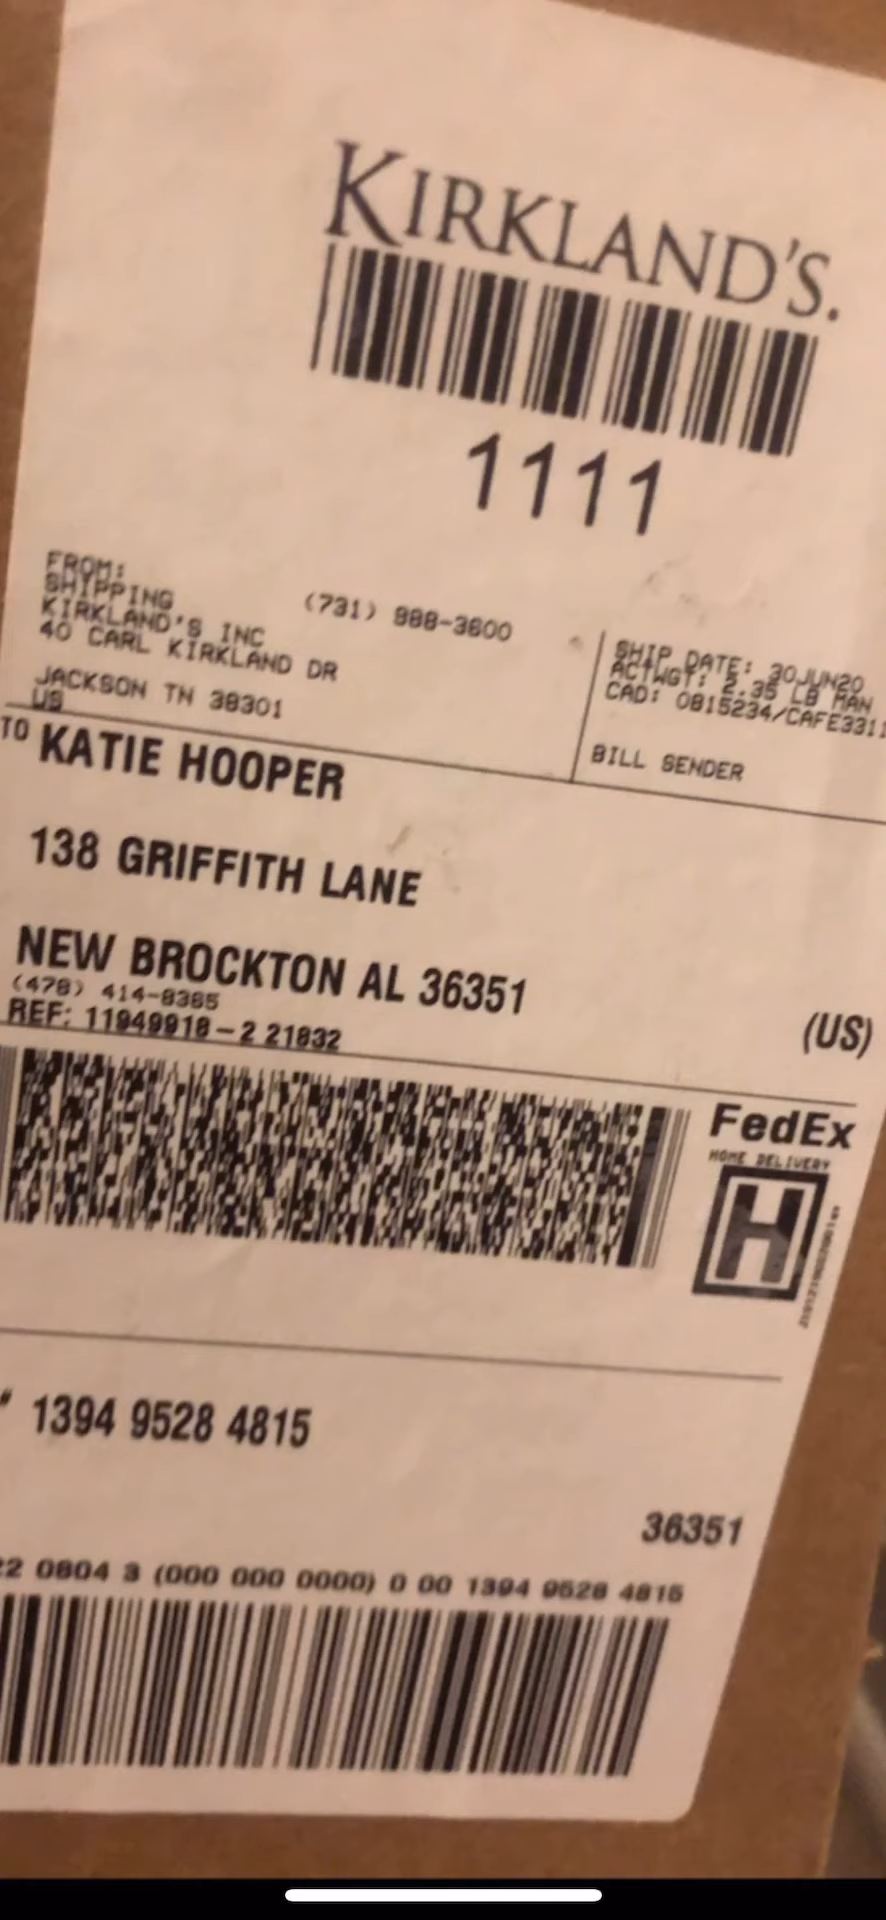 KIRKLAND'S.
1111
FROM:
SHIPPING (731) 988-3600
KIRKLAND'S INC
40 CARL KIRKLAND DR
JACKSON TN 38301
US
SHIP DATE: 30JUN20
ACTWGT: 2.35 LB MAN
CAD: 0815234/CAFE3311
BILL SENDER
TO KATIE HOOPER
138 GRIFFITH LANE
NEW BROCKTON AL 36351
(478) 414-8385
(US)
REF: 11949918-2 21832
FedEx
HOME DELIVERY
H
1394 9528 4815
36351
22 0804 3 (000 000 0000) 0 00 1394 9528 4815